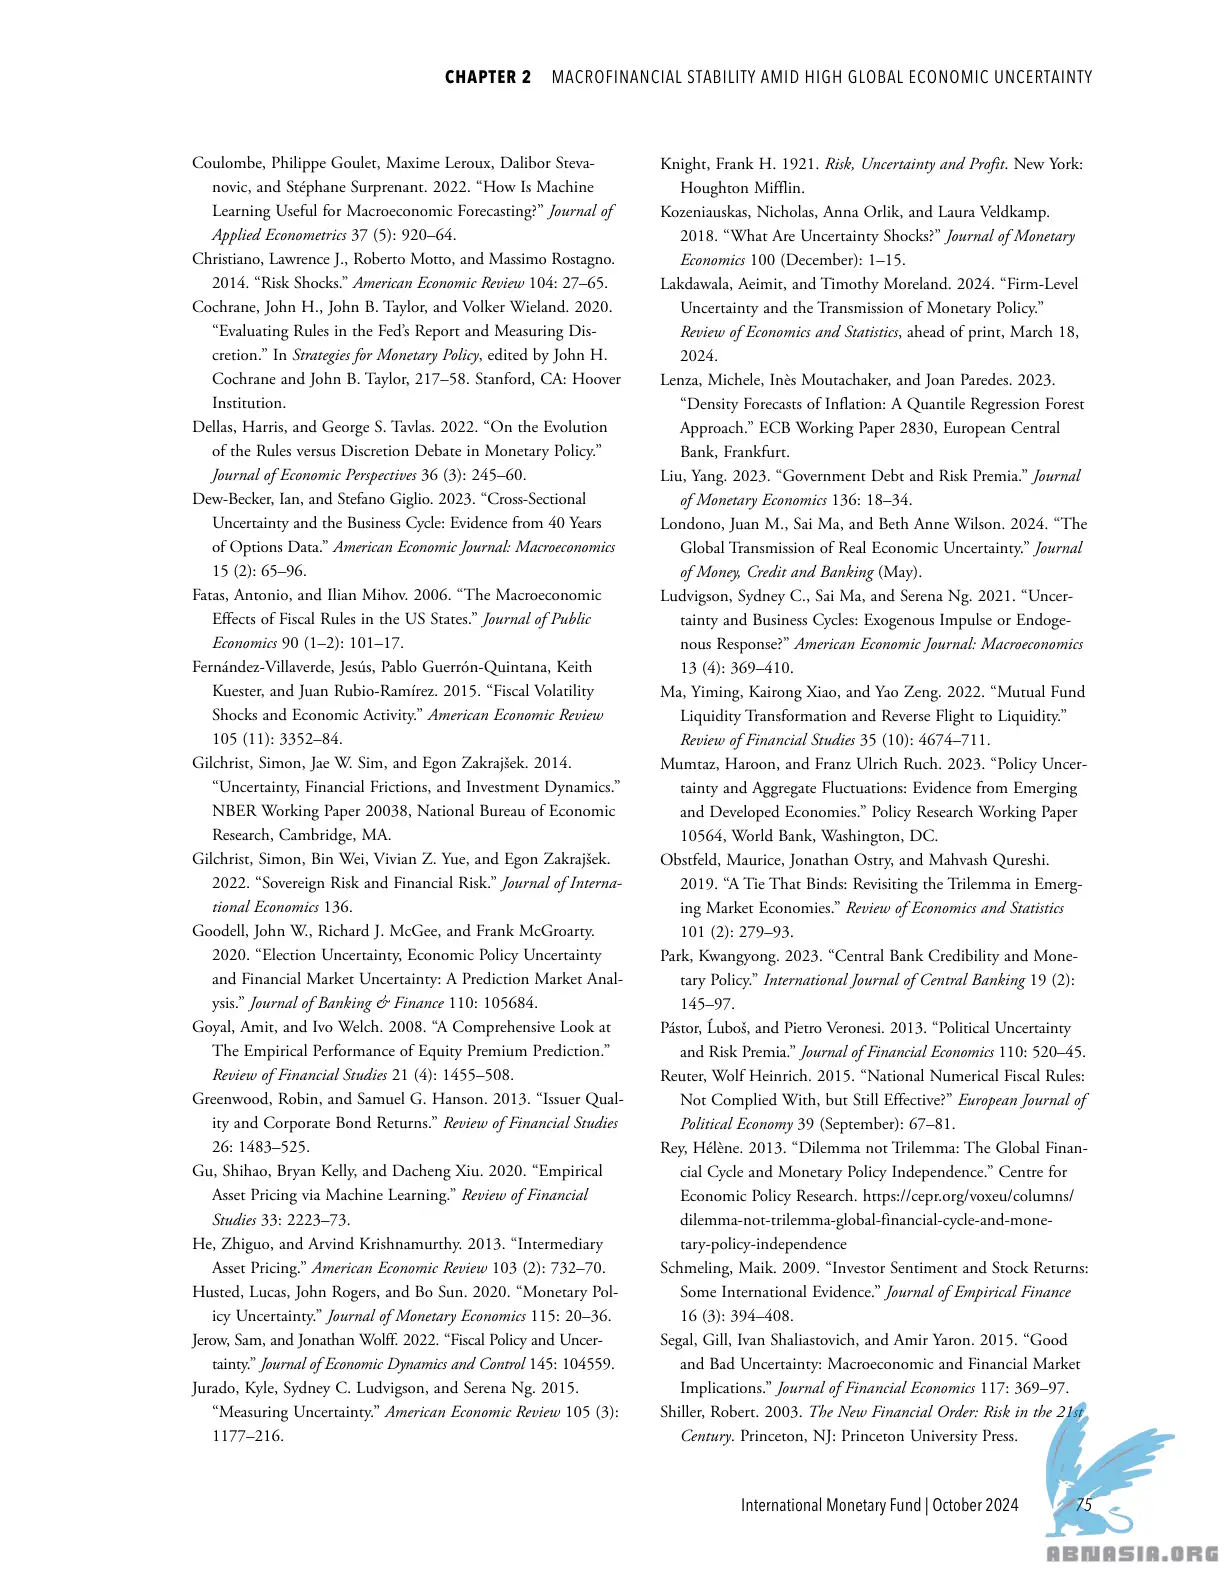 CHAPTER 2 MACROFINANCIAL STABILITY AMID HIGH GLOBAL ECONOMIC UNCERTAINTY
Coulombe, Philippe Goulet, Maxime Leroux, Dalibor Steva-
novic, and Stéphane Surprenant. 2022. “How Is Machine
Learning Useful for Macroeconomic Forecasting?” Journal of
Applied Econometrics 37 (5): 920–64.
Christiano, Lawrence J., Roberto Motto, and Massimo Rostagno.
2014. “Risk Shocks.” American Economic Review 104: 27–65.
Cochrane, John H., John B. Taylor, and Volker Wieland. 2020.
“Evaluating Rules in the Fed’s Report and Measuring Dis-
cretion.” In Strategies for Monetary Policy, edited by John H.
Cochrane and John B. Taylor, 217–58. Stanford, CA: Hoover
Institution.
Dellas, Harris, and George S. Tavlas. 2022. “On the Evolution
of the Rules versus Discretion Debate in Monetary Policy.”
Journal of Economic Perspectives 36 (3): 245–60.
Dew-Becker, Ian, and Stefano Giglio. 2023. “Cross-Sectional
Uncertainty and the Business Cycle: Evidence from 40 Years
of Options Data.” American Economic Journal: Macroeconomics
15 (2): 65–96.
Fatas, Antonio, and Ilian Mihov. 2006. “The Macroeconomic
Effects of Fiscal Rules in the US States.” Journal of Public
Economics 90 (1–2): 101–17.
Fernández-Villaverde, Jesús, Pablo Guerrón-Quintana, Keith
Kuester, and Juan Rubio-Ramírez. 2015. “Fiscal Volatility
Shocks and Economic Activity.” American Economic Review
105 (11): 3352–84.
Gilchrist, Simon, Jae W. Sim, and Egon Zakrajšek. 2014.
“Uncertainty, Financial Frictions, and Investment Dynamics.”
NBER Working Paper 20038, National Bureau of Economic
Research, Cambridge, MA.
Gilchrist, Simon, Bin Wei, Vivian Z. Yue, and Egon Zakrajšek.
2022. “Sovereign Risk and Financial Risk.” Journal of Interna-
tional Economics 136.
Goodell, John W., Richard J. McGee, and Frank McGroarty.
2020. “Election Uncertainty, Economic Policy Uncertainty
and Financial Market Uncertainty: A Prediction Market Anal-
ysis.” Journal of Banking & Finance 110: 105684.
Goyal, Amit, and Ivo Welch. 2008. “A Comprehensive Look at
The Empirical Performance of Equity Premium Prediction.”
Review of Financial Studies 21 (4): 1455–508.
Greenwood, Robin, and Samuel G. Hanson. 2013. “Issuer Qual-
ity and Corporate Bond Returns.” Review of Financial Studies
26: 1483–525.
Gu, Shihao, Bryan Kelly, and Dacheng Xiu. 2020. “Empirical
Asset Pricing via Machine Learning.” Review of Financial
Studies 33: 2223–73.
He, Zhiguo, and Arvind Krishnamurthy. 2013. “Intermediary
Asset Pricing.” American Economic Review 103 (2): 732–70.
Husted, Lucas, John Rogers, and Bo Sun. 2020. “Monetary Pol-
icy Uncertainty.” Journal of Monetary Economics 115: 20–36.
Jerow, Sam, and Jonathan Wolff. 2022. “Fiscal Policy and Uncer-
tainty.” Journal of Economic Dynamics and Control 145: 104559.
Jurado, Kyle, Sydney C. Ludvigson, and Serena Ng. 2015.
“Measuring Uncertainty.” American Economic Review 105 (3):
1177–216.
Knight, Frank H. 1921. Risk, Uncertainty and Profit. New York:
Houghton Mifflin.
Kozeniauskas, Nicholas, Anna Orlik, and Laura Veldkamp.
2018. “What Are Uncertainty Shocks?” Journal of Monetary
Economics 100 (December): 1–15.
Lakdawala, Aeimit, and Timothy Moreland. 2024. “Firm-Level
Uncertainty and the Transmission of Monetary Policy.”
Review of Economics and Statistics, ahead of print, March 18,
2024.
Lenza, Michele, Inès Moutachaker, and Joan Paredes. 2023.
“Density Forecasts of Inflation: A Quantile Regression Forest
Approach.” ECB Working Paper 2830, European Central
Bank, Frankfurt.
Liu, Yang. 2023. “Government Debt and Risk Premia.” Journal
of Monetary Economics 136: 18–34.
Londono, Juan M., Sai Ma, and Beth Anne Wilson. 2024. “The
Global Transmission of Real Economic Uncertainty.” Journal
of Money, Credit and Banking (May).
Ludvigson, Sydney C., Sai Ma, and Serena Ng. 2021. “Uncer-
tainty and Business Cycles: Exogenous Impulse or Endoge-
nous Response?” American Economic Journal: Macroeconomics
13 (4): 369–410.
Ma, Yiming, Kairong Xiao, and Yao Zeng. 2022. “Mutual Fund
Liquidity Transformation and Reverse Flight to Liquidity.”
Review of Financial Studies 35 (10): 4674–711.
Mumtaz, Haroon, and Franz Ulrich Ruch. 2023. “Policy Uncer-
tainty and Aggregate Fluctuations: Evidence from Emerging
and Developed Economies.” Policy Research Working Paper
10564, World Bank, Washington, DC.
Obstfeld, Maurice, Jonathan Ostry, and Mahvash Qureshi.
2019. “A Tie That Binds: Revisiting the Trilemma in Emerg-
ing Market Economies.” Review of Economics and Statistics
101 (2): 279–93.
Park, Kwangyong. 2023. “Central Bank Credibility and Mone-
tary Policy.” International Journal of Central Banking 19 (2):
145–97.
Pástor, Ĺuboš, and Pietro Veronesi. 2013. “Political Uncertainty
and Risk Premia.” Journal of Financial Economics 110: 520–45.
Reuter, Wolf Heinrich. 2015. “National Numerical Fiscal Rules:
Not Complied With, but Still Effective?” European Journal of
Political Economy 39 (September): 67–81.
Rey, Hélène. 2013. “Dilemma not Trilemma: The Global Finan-
cial Cycle and Monetary Policy Independence.” Centre for
Economic Policy Research. https://cepr.org/voxeu/columns/
dilemma-not-trilemma-global-financial-cycle-and-mone-
tary-policy-independence
Schmeling, Maik. 2009. “Investor Sentiment and Stock Returns:
Some International Evidence.” Journal of Empirical Finance
16 (3): 394–408.
Segal, Gill, Ivan Shaliastovich, and Amir Yaron. 2015. “Good
and Bad Uncertainty: Macroeconomic and Financial Market
Implications.” Journal of Financial Economics 117: 369–97.
Shiller, Robert. 2003. The New Financial Order: Risk in the 21st
Century. Princeton, NJ: Princeton University Press.
International Monetary Fund | October 2024 75
ABNASIA.ORG